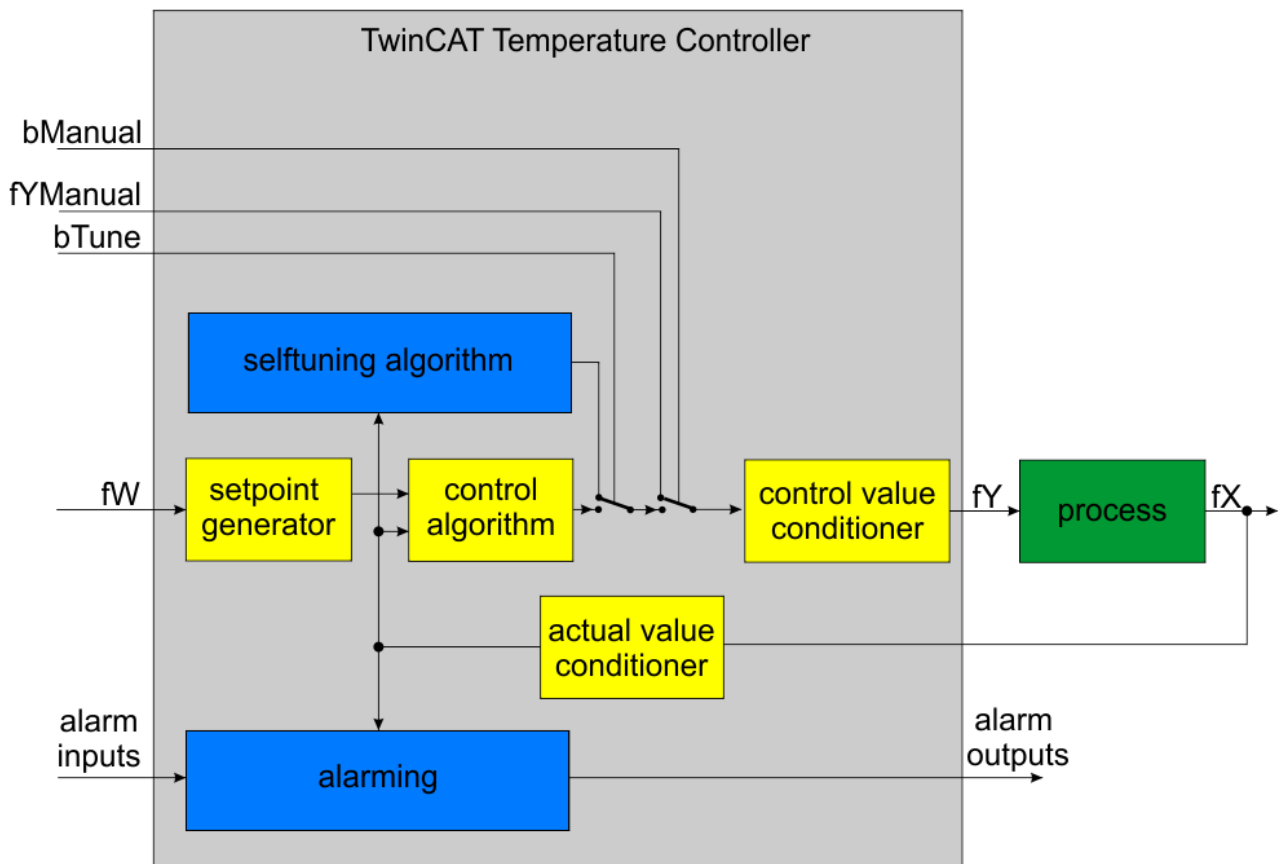 TwinCAT Temperature Controller
bManual
fYManual
bTune
selftuning algorithm
fW
setpoint
generator
control
algorithm
control value
conditioner
fY
process
fX
actual value
conditioner
alarm
inputs
alarming
alarm
outputs